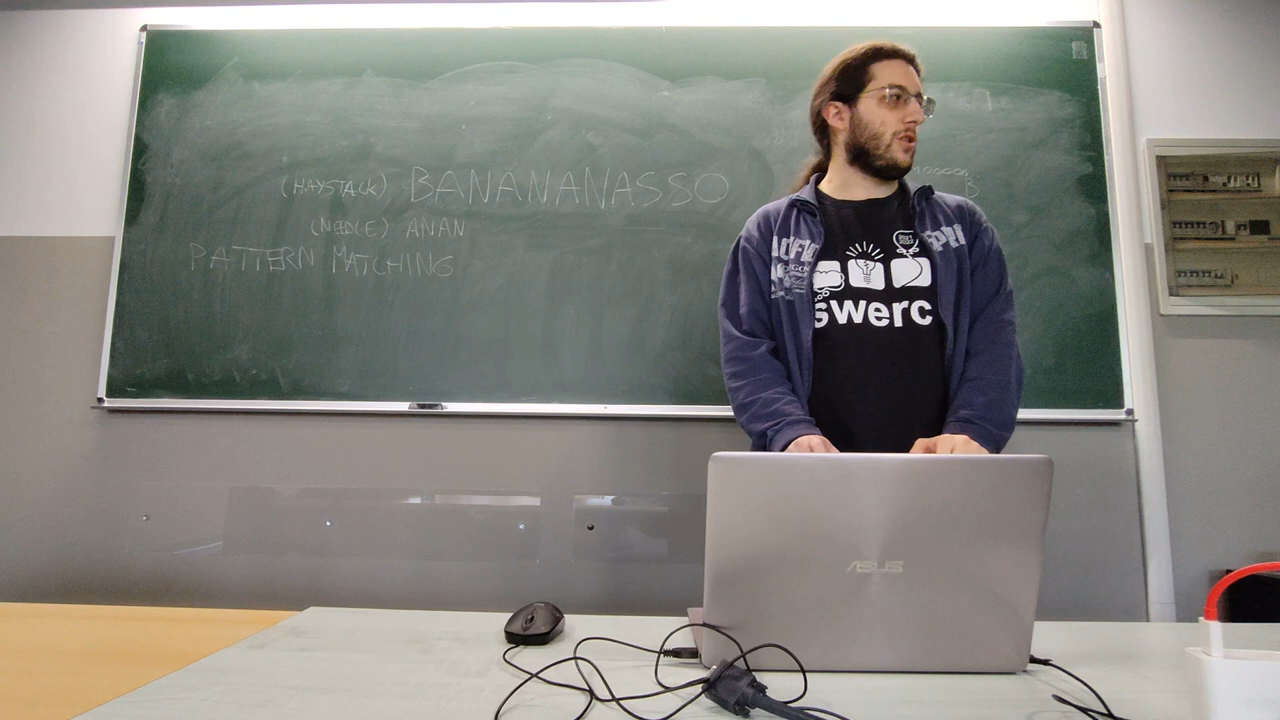 (HAYSTACK) BANANANASSO
(NEEDLE) ANAN
PATTERN MATCHING
swerc
ASUS